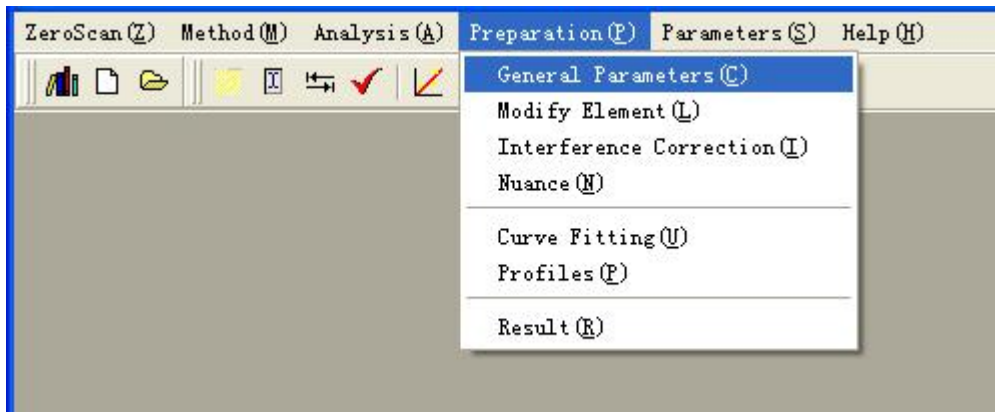 ZeroScan(Z) Method(M) Analysis(A) Preparation(P) Parameters(S) Help(H)
General Parameters(C)
Modify Element(L)
Interference Correction(I)
Nuance(N)
Curve Fitting(U)
Profiles(P)
Result(R)